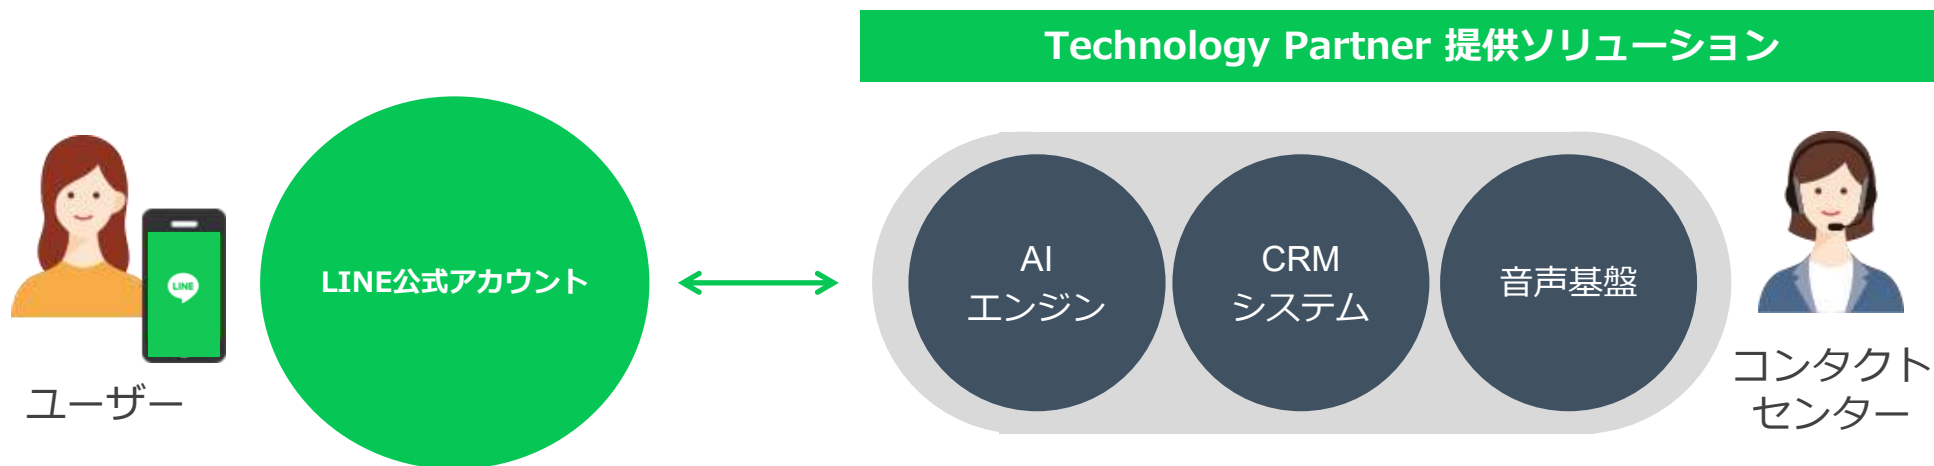 Technology Partner 提供ソリューション
LINE
ユーザー
LINE公式アカウント
AI
エンジン
CRM
システム
音声基盤
コンタクト
センター